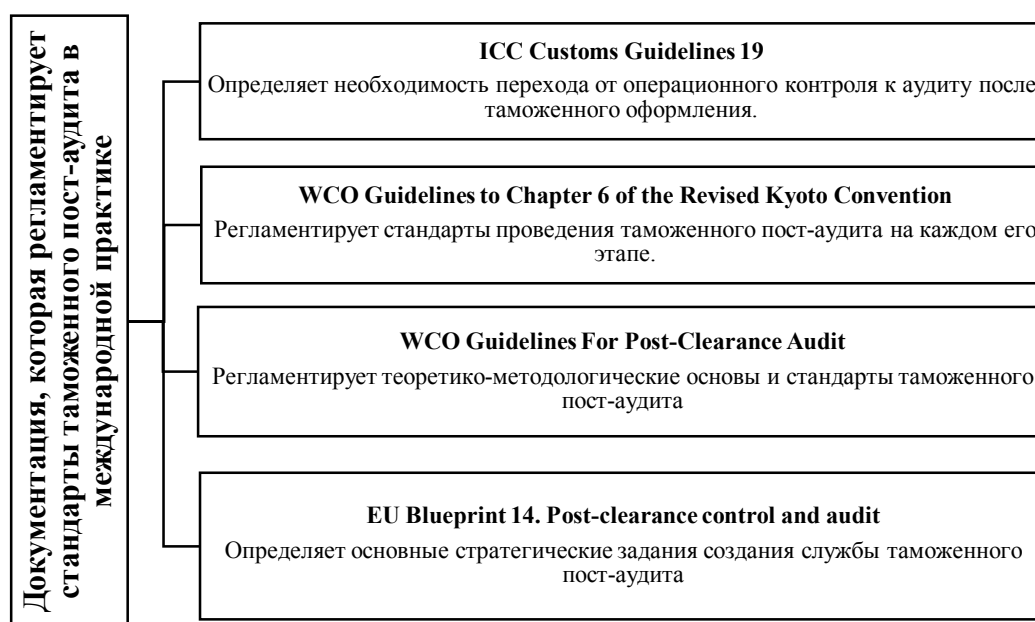 Документация, которая регламентирует
стандарты таможенного пост-аудита в
международной практике
ICC Customs Guidelines 19
Определяет необходимость перехода от операционного контроля к аудиту после
таможенного оформления.
WCO Guidelines to Chapter 6 of the Revised Kyoto Convention
Регламентирует стандарты проведения таможенного пост-аудита на каждом его
этапе.
WCO Guidelines For Post-Clearance Audit
Регламентирует теоретико-методологические основы и стандарты таможенного
пост-аудита
EU Blueprint 14. Post-clearance control and audit
Определяет основные стратегические задания создания службы таможенного
пост-аудита